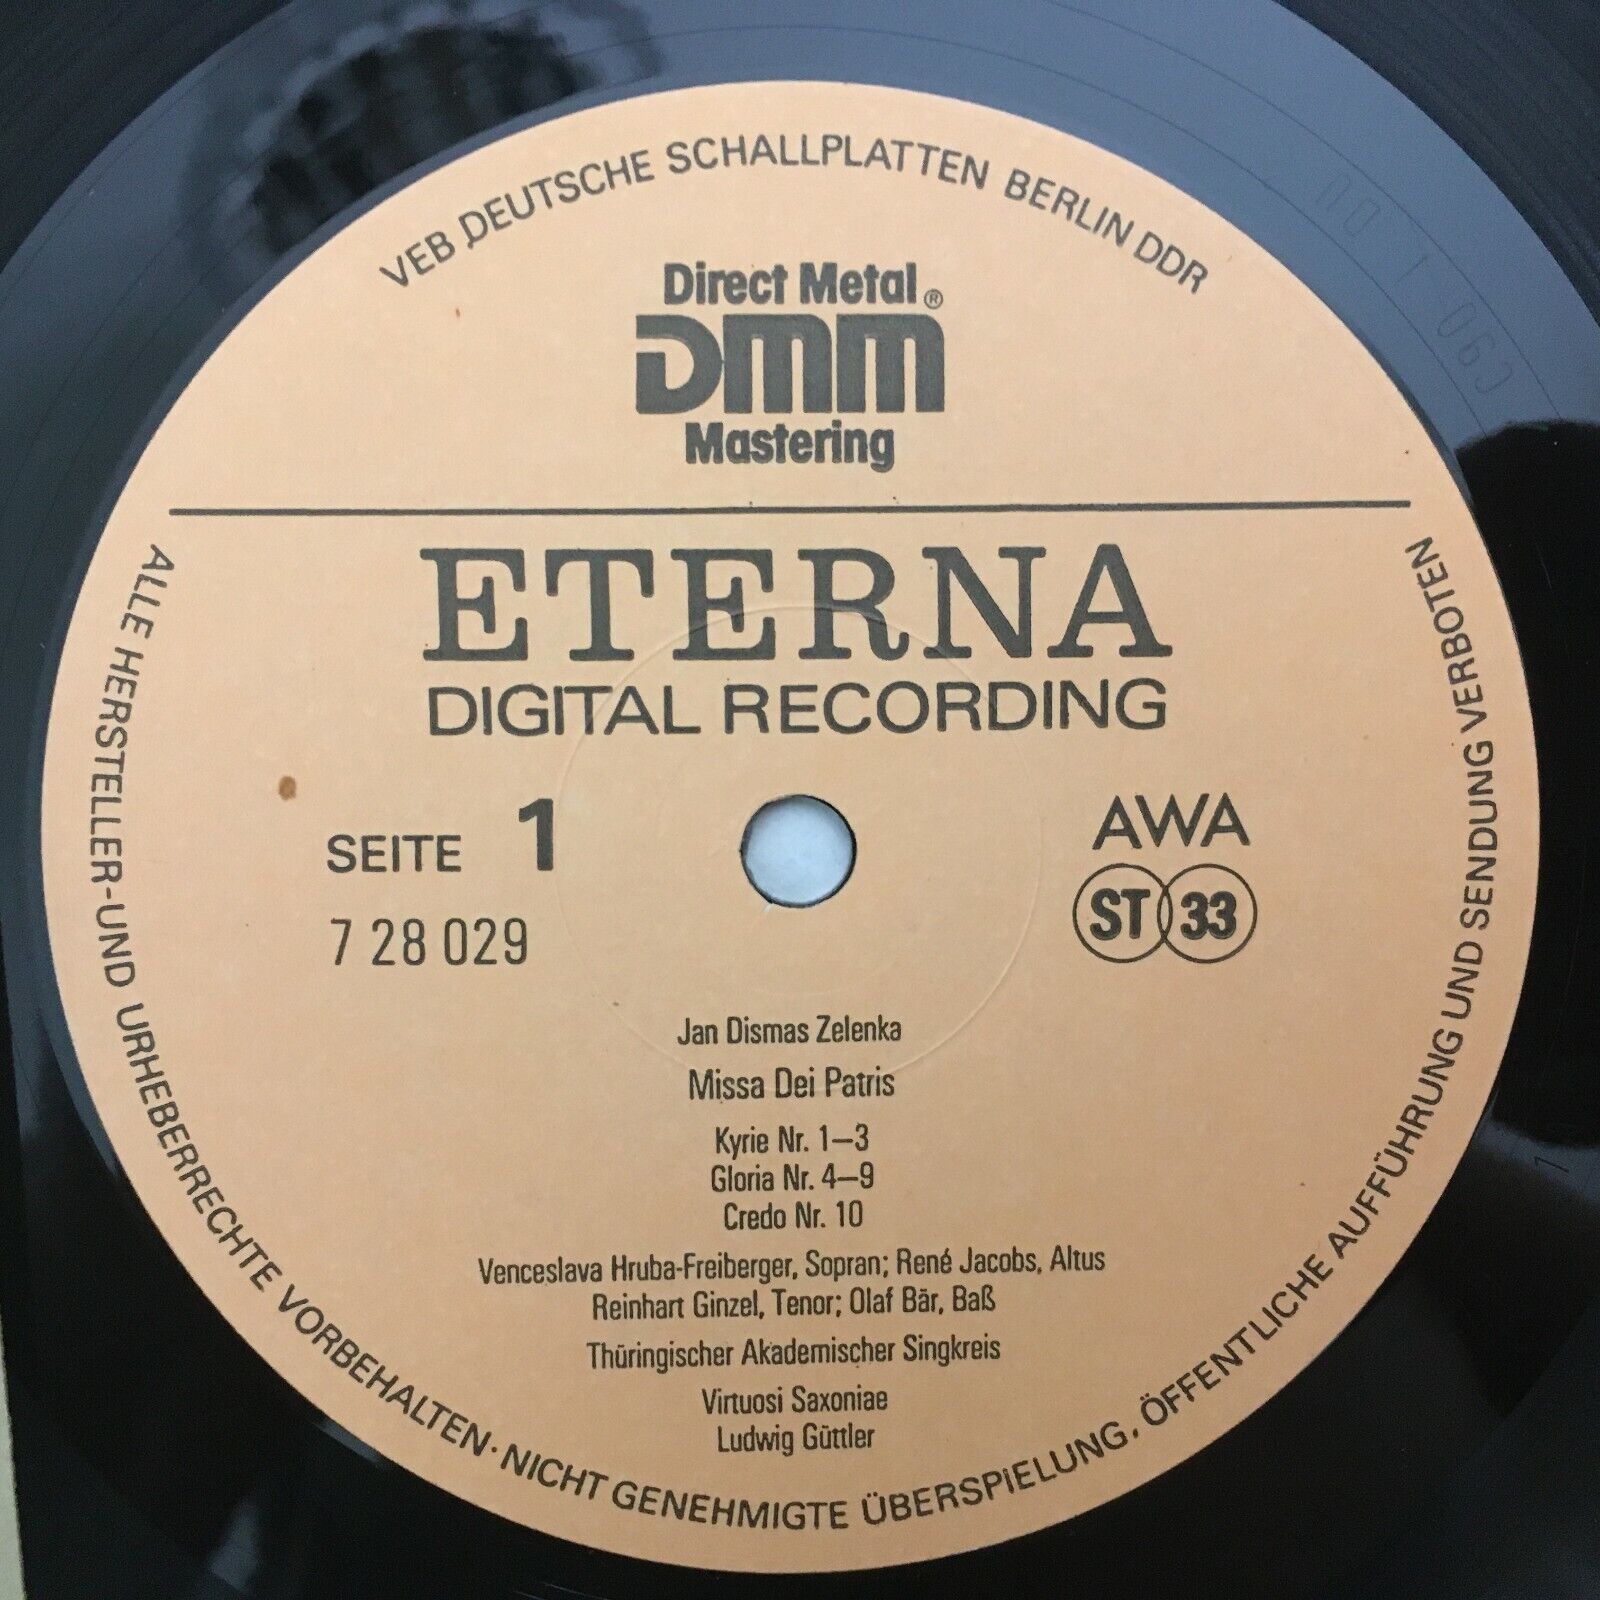 VEB DEUTSCHE SCHALLPLATTEN BERLIN DDR
Direct Metal ®
DMM
Mastering
ETERNA
DIGITAL RECORDING
SEITE 1
7 28 029
AWA
ST 33
Jan Dismas Zelenka
Missa Dei Patris
Kyrie Nr. 1–3
Gloria Nr. 4–9
Credo Nr. 10
Venceslava Hruba-Freiberger, Sopran; René Jacobs, Altus
Reinhart Ginzel, Tenor; Olaf Bär, Baß
Thüringischer Akademischer Singkreis
Virtuosi Saxoniae
Ludwig Güttler
ALLE HERSTELLER-UND URHEBERRECHTE VORBEHALTEN·NICHT GENEHMIGTE ÜBERSPIELUNG, ÖFFENTLICHE AUFFÜHRUNG UND SENDUNG VERBOTEN